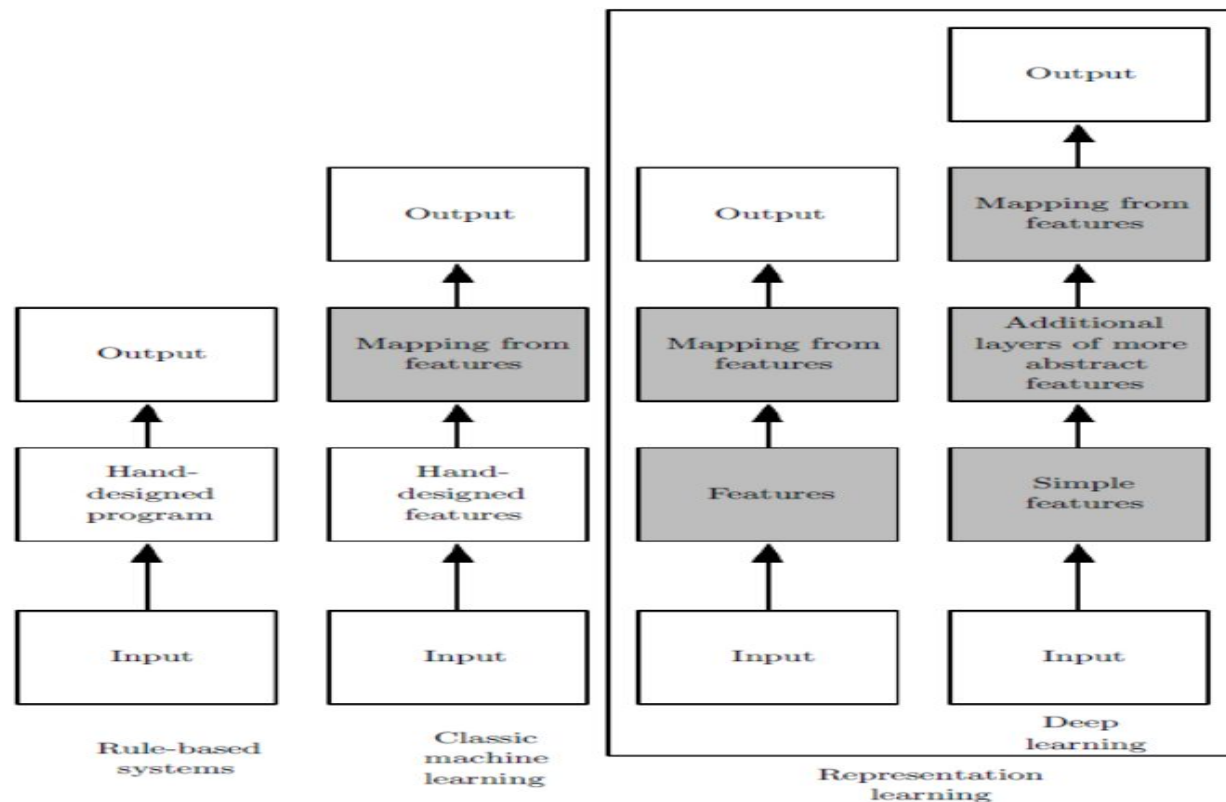 Output
Output
Output
Mapping from
features
Output
Mapping from
features
Mapping from
features
Additional
layers of more
abstract
features
Hand-
designed
program
Hand-
designed
features
Features
Simple
features
Input
Input
Input
Input
Rule-based
systems
Classic
machine
learning
Deep
learning
Representation
learning